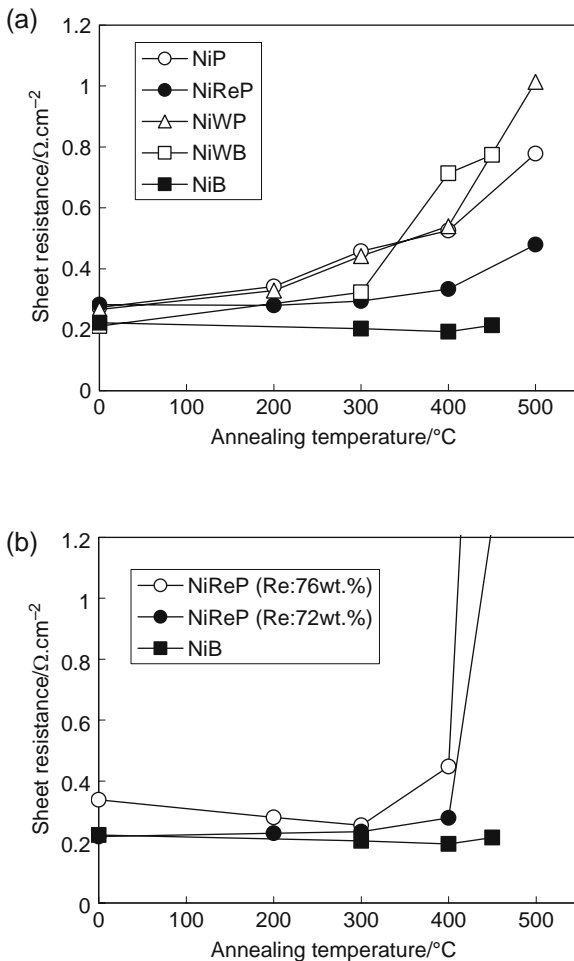 (a)
1.2
1
0.8
0.6
0.4
0.2
0
Sheet resistance/Ω.cm⁻²
NiP
NiReP
NiWP
NiWB
NiB
0 100 200 300 400 500
Annealing temperature/°C
(b)
1.2
1
0.8
0.6
0.4
0.2
0
Sheet resistance/Ω.cm⁻²
NiReP (Re:76wt.%)
NiReP (Re:72wt.%)
NiB
0 100 200 300 400 500
Annealing temperature/°C